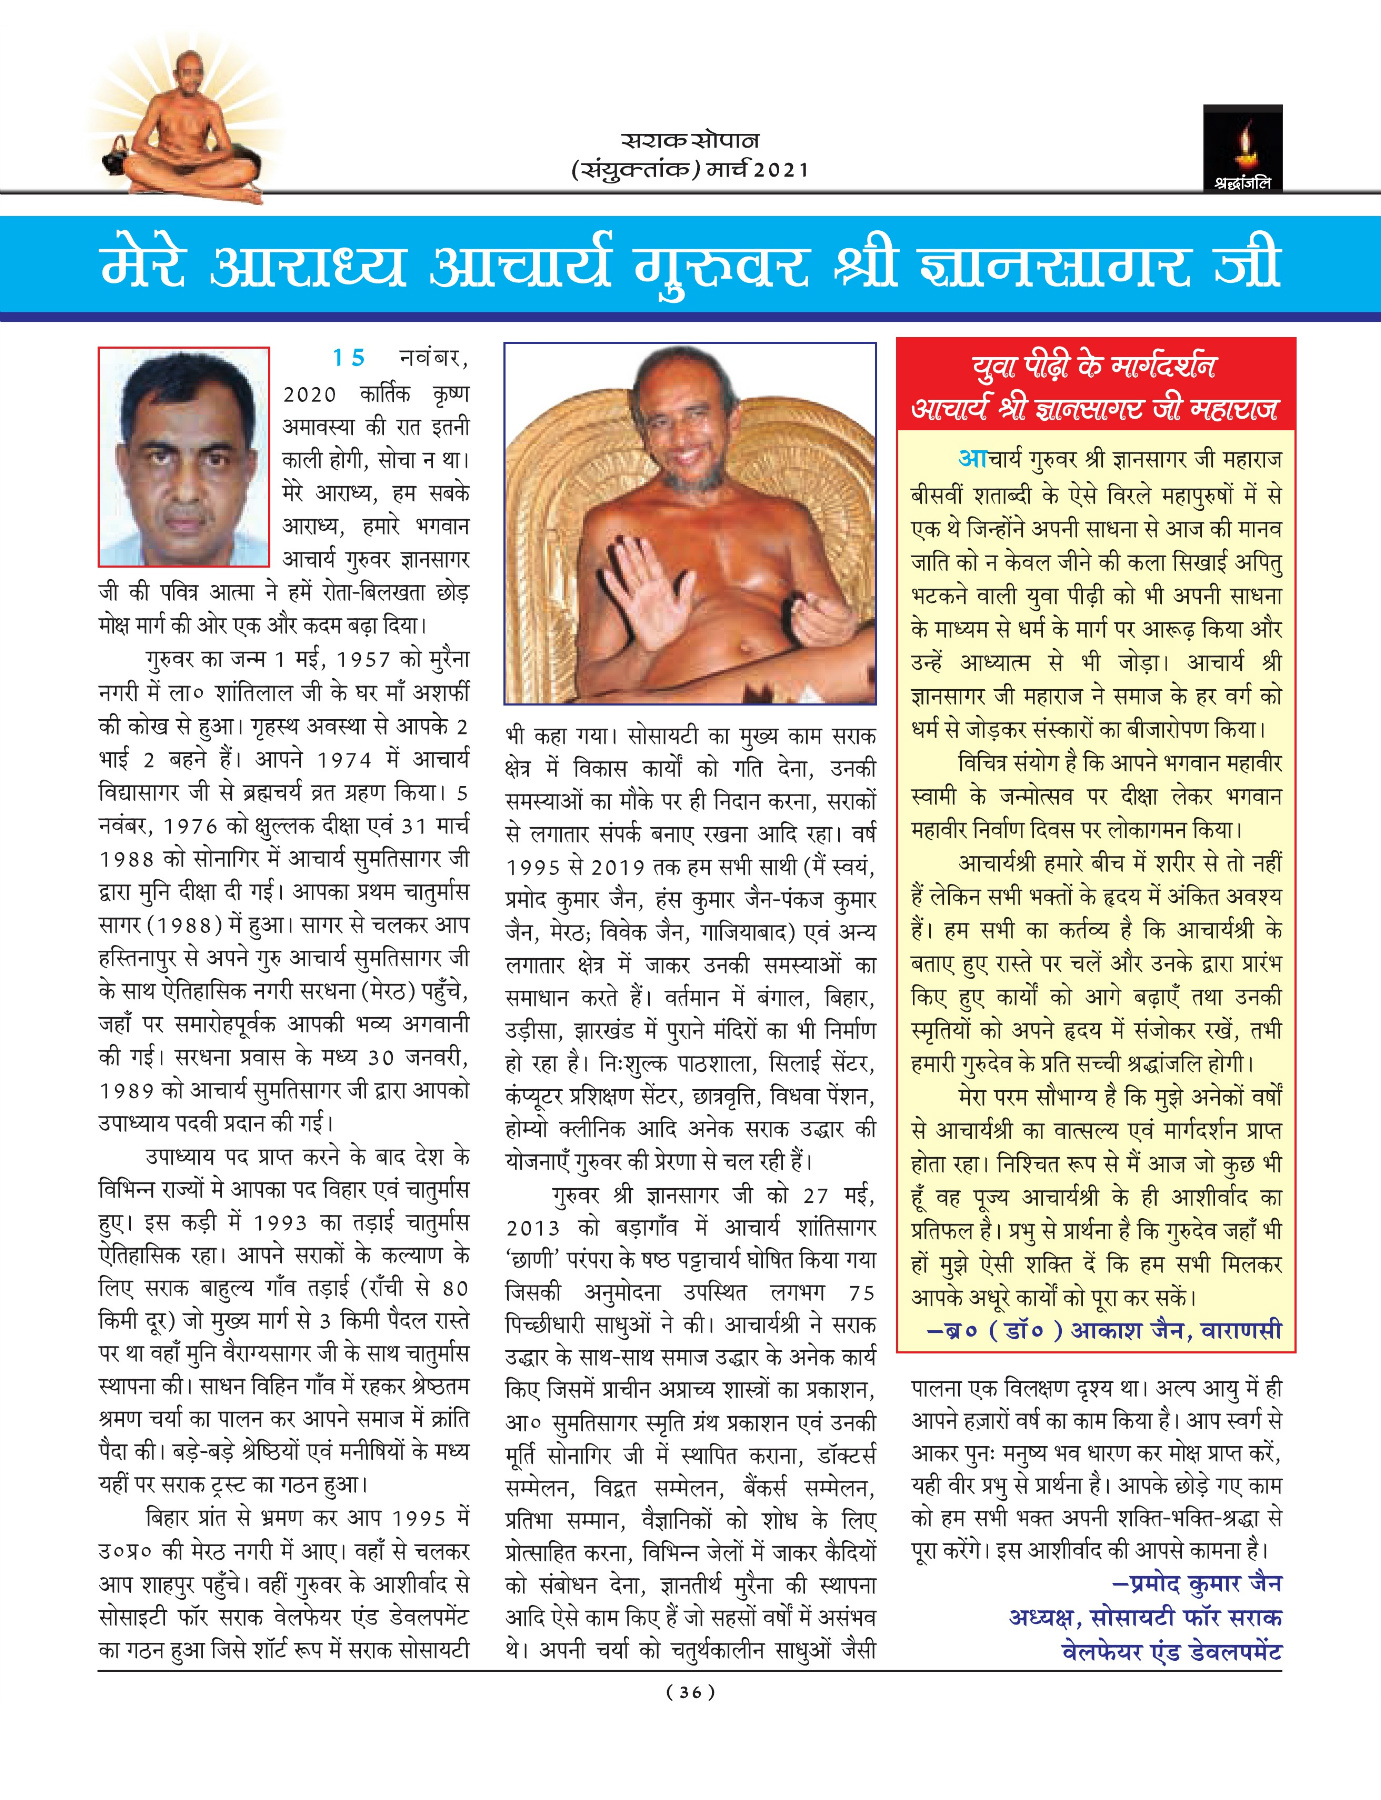 सराक सोपान
(संयुक्तांक) मार्च 2021
श्रद्धांजलि
मेरे आराध्य आचार्य गुरुवर श्री ज्ञानसागर जी
15 नवंबर,
2020 कार्तिक कृष्ण
अमावस्या की रात इतनी
काली होगी, सोचा न था।
मेरे आराध्य, हम सबके
आराध्य, हमारे भगवान
आचार्य गुरुवर ज्ञानसागर
जी की पवित्र आत्मा ने हमें रोता-बिलखता छोड़
मोक्ष मार्ग की ओर एक और कदम बढ़ा दिया।
गुरुवर का जन्म 1 मई, 1957 को मुरैना
नगरी में ला० शांतिलाल जी के घर माँ अशर्फी
की कोख से हुआ। गृहस्थ अवस्था से आपके 2
भाई 2 बहने हैं। आपने 1974 में आचार्य
विद्यासागर जी से ब्रह्मचर्य व्रत ग्रहण किया। 5
नवंबर, 1976 को क्षुल्लक दीक्षा एवं 31 मार्च
1988 को सोनागिर में आचार्य सुमतिसागर जी
द्वारा मुनि दीक्षा दी गई। आपका प्रथम चातुर्मास
सागर (1988) में हुआ। सागर से चलकर आप
हस्तिनापुर से अपने गुरु आचार्य सुमतिसागर जी
के साथ ऐतिहासिक नगरी सरधना (मेरठ) पहुँचे,
जहाँ पर समारोहपूर्वक आपकी भव्य अगवानी
की गई। सरधना प्रवास के मध्य 30 जनवरी,
1989 को आचार्य सुमतिसागर जी द्वारा आपको
उपाध्याय पदवी प्रदान की गई।
उपाध्याय पद प्राप्त करने के बाद देश के
विभिन्न राज्यों मे आपका पद विहार एवं चातुर्मास
हुए। इस कड़ी में 1993 का तड़ाई चातुर्मास
ऐतिहासिक रहा। आपने सराकों के कल्याण के
लिए सराक बाहुल्य गाँव तड़ाई (राँची से 80
किमी दूर) जो मुख्य मार्ग से 3 किमी पैदल रास्ते
पर था वहाँ मुनि वैराग्यसागर जी के साथ चातुर्मास
स्थापना की। साधन विहिन गाँव में रहकर श्रेष्ठतम
श्रमण चर्या का पालन कर आपने समाज में क्रांति
पैदा की। बड़े-बड़े श्रेष्ठियों एवं मनीषियों के मध्य
यहीं पर सराक ट्रस्ट का गठन हुआ।
बिहार प्रांत से भ्रमण कर आप 1995 में
उ०प्र० की मेरठ नगरी में आए। वहाँ से चलकर
आप शाहपुर पहुँचे। वहीं गुरुवर के आशीर्वाद से
सोसाइटी फॉर सराक वेलफेयर एंड डेवलपमेंट
का गठन हुआ जिसे शॉर्ट रूप में सराक सोसायटी
भी कहा गया। सोसायटी का मुख्य काम सराक
क्षेत्र में विकास कार्यों को गति देना, उनकी
समस्याओं का मौके पर ही निदान करना, सराकों
से लगातार संपर्क बनाए रखना आदि रहा। वर्ष
1995 से 2019 तक हम सभी साथी (मैं स्वयं,
प्रमोद कुमार जैन, हंस कुमार जैन-पंकज कुमार
जैन, मेरठ; विवेक जैन, गाजियाबाद) एवं अन्य
लगातार क्षेत्र में जाकर उनकी समस्याओं का
समाधान करते हैं। वर्तमान में बंगाल, बिहार,
उड़ीसा, झारखंड में पुराने मंदिरों का भी निर्माण
हो रहा है। निःशुल्क पाठशाला, सिलाई सेंटर,
कंप्यूटर प्रशिक्षण सेंटर, छात्रवृत्ति, विधवा पेंशन,
होम्यो क्लीनिक आदि अनेक सराक उद्धार की
योजनाएँ गुरुवर की प्रेरणा से चल रही हैं।
गुरुवर श्री ज्ञानसागर जी को 27 मई,
2013 को बड़ागाँव में आचार्य शांतिसागर
‘छाणी’ परंपरा के षष्ठ पट्टाचार्य घोषित किया गया
जिसकी अनुमोदना उपस्थित लगभग 75
पिच्छीधारी साधुओं ने की। आचार्यश्री ने सराक
उद्धार के साथ-साथ समाज उद्धार के अनेक कार्य
किए जिसमें प्राचीन अप्राच्य शास्त्रों का प्रकाशन,
आ० सुमतिसागर स्मृति ग्रंथ प्रकाशन एवं उनकी
मूर्ति सोनागिर जी में स्थापित कराना, डॉक्टर्स
सम्मेलन, विद्वत सम्मेलन, बैंकर्स सम्मेलन,
प्रतिभा सम्मान, वैज्ञानिकों को शोध के लिए
प्रोत्साहित करना, विभिन्न जेलों में जाकर कैदियों
को संबोधन देना, ज्ञानतीर्थ मुरैना की स्थापना
आदि ऐसे काम किए हैं जो सहसों वर्षों में असंभव
थे। अपनी चर्या को चतुर्थकालीन साधुओं जैसी
युवा पीढ़ी के मार्गदर्शन
आचार्य श्री ज्ञानसागर जी महाराज
आचार्य गुरुवर श्री ज्ञानसागर जी महाराज
बीसवीं शताब्दी के ऐसे विरले महापुरुषों में से
एक थे जिन्होंने अपनी साधना से आज की मानव
जाति को न केवल जीने की कला सिखाई अपितु
भटकने वाली युवा पीढ़ी को भी अपनी साधना
के माध्यम से धर्म के मार्ग पर आरूढ़ किया और
उन्हें आध्यात्म से भी जोड़ा। आचार्य श्री
ज्ञानसागर जी महाराज ने समाज के हर वर्ग को
धर्म से जोड़कर संस्कारों का बीजारोपण किया।
विचित्र संयोग है कि आपने भगवान महावीर
स्वामी के जन्मोत्सव पर दीक्षा लेकर भगवान
महावीर निर्वाण दिवस पर लोकागमन किया।
आचार्यश्री हमारे बीच में शरीर से तो नहीं
हैं लेकिन सभी भक्तों के हृदय में अंकित अवश्य
हैं। हम सभी का कर्तव्य है कि आचार्यश्री के
बताए हुए रास्ते पर चलें और उनके द्वारा प्रारंभ
किए हुए कार्यों को आगे बढ़ाएँ तथा उनकी
स्मृतियों को अपने हृदय में संजोकर रखें, तभी
हमारी गुरुदेव के प्रति सच्ची श्रद्धांजलि होगी।
मेरा परम सौभाग्य है कि मुझे अनेकों वर्षों
से आचार्यश्री का वात्सल्य एवं मार्गदर्शन प्राप्त
होता रहा। निश्चित रूप से मैं आज जो कुछ भी
हूँ वह पूज्य आचार्यश्री के ही आशीर्वाद का
प्रतिफल है। प्रभु से प्रार्थना है कि गुरुदेव जहाँ भी
हों मुझे ऐसी शक्ति दें कि हम सभी मिलकर
आपके अधूरे कार्यों को पूरा कर सकें।
–ब्र० (डॉ०) आकाश जैन, वाराणसी
पालना एक विलक्षण दृश्य था। अल्प आयु में ही
आपने हज़ारों वर्ष का काम किया है। आप स्वर्ग से
आकर पुनः मनुष्य भव धारण कर मोक्ष प्राप्त करें,
यही वीर प्रभु से प्रार्थना है। आपके छोड़े गए काम
को हम सभी भक्त अपनी शक्ति-भक्ति-श्रद्धा से
पूरा करेंगे। इस आशीर्वाद की आपसे कामना है।
–प्रमोद कुमार जैन
अध्यक्ष, सोसायटी फॉर सराक
वेलफेयर एंड डेवलपमेंट
(36)